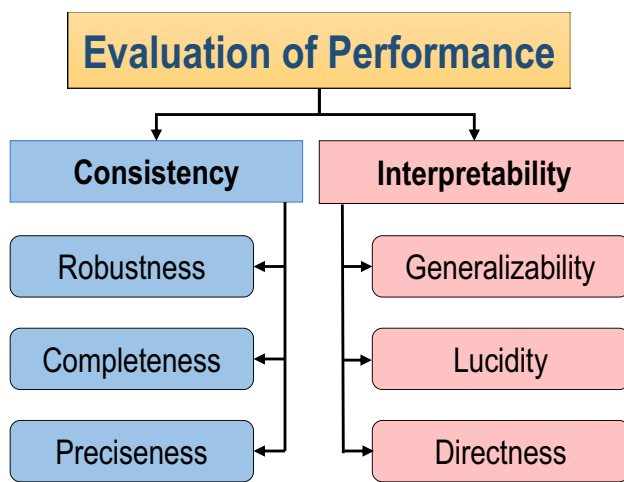 Evaluation of Performance
Consistency
Interpretability
Robustness
Generalizability
Completeness
Lucidity
Preciseness
Directness